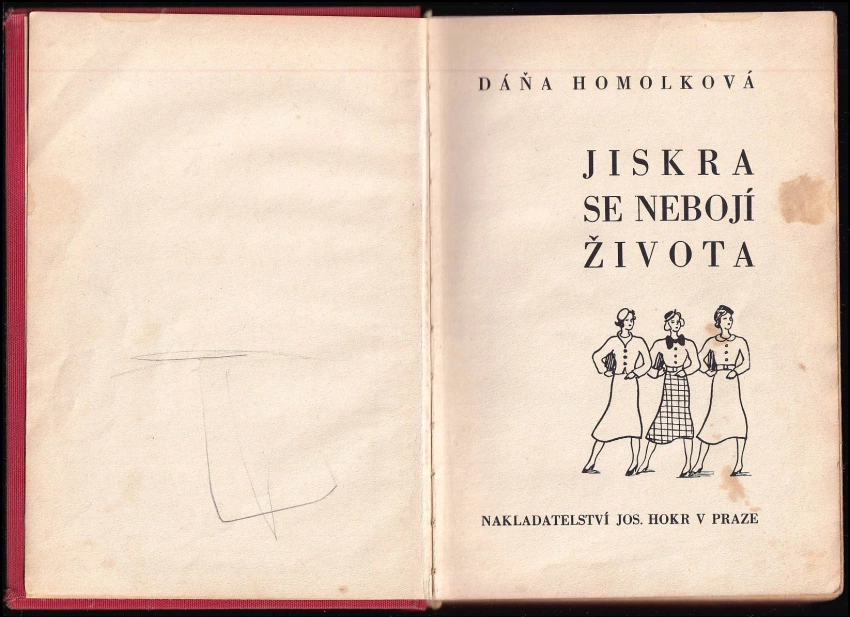 DÁŇA HOMOLKOVÁ
JISKRA
SE NEBOJÍ
ŽIVOTA
NAKLADATELSTVÍ JOS. HOKR V PRAZE